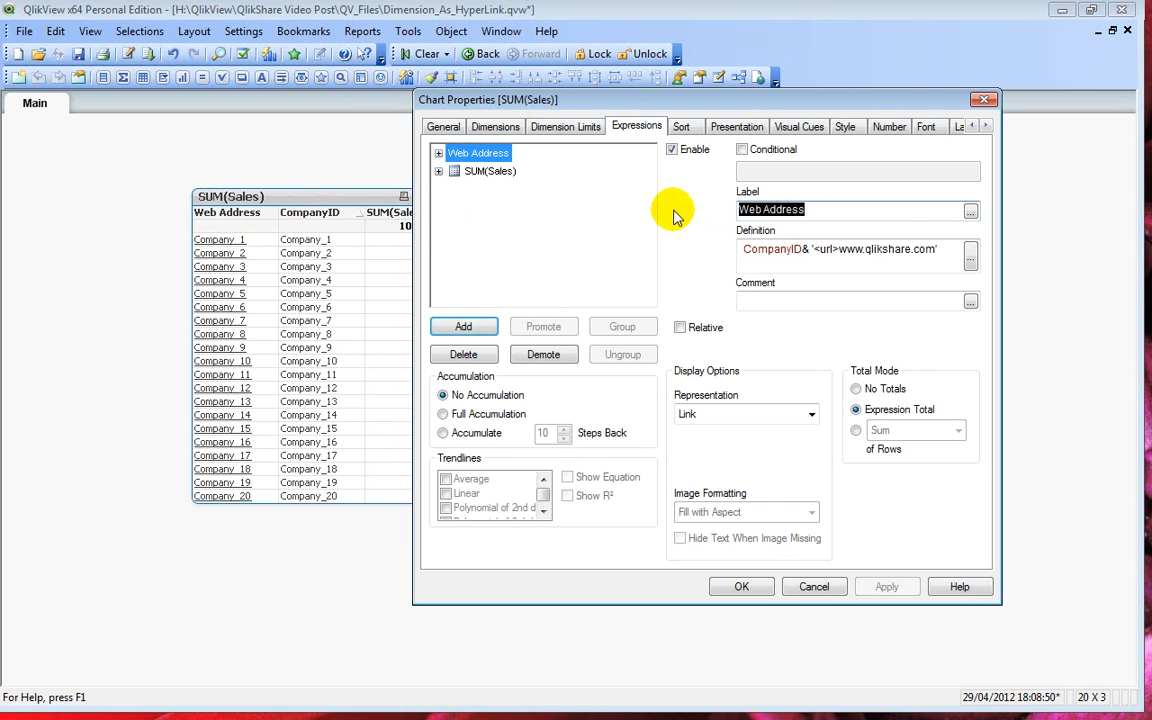 QlikView x64 Personal Edition - [H:\QlikView\QlikShare Video Post\QV_Files\Dimension_As_HyperLink.qvw*]
File Edit View Selections Layout Settings Bookmarks Reports Tools Object Window Help
Clear Back Forward Lock Unlock
Main
Chart Properties [SUM(Sales)]
General Dimensions Dimension Limits Expressions Sort Presentation Visual Cues Style Number Font La
Web Address
SUM(Sales)
Enable Conditional
Label
Web Address
Definition
CompanyID& '<url>www.qlikshare.com'
Comment
Add Promote Group
Relative
Delete Demote Ungroup
Accumulation
No Accumulation
Full Accumulation
Accumulate 10 Steps Back
Trendlines
Average
Linear
Polynomial of 2nd d
Show Equation
Show R²
Display Options
Representation
Link
Image Formatting
Fill with Aspect
Hide Text When Image Missing
Total Mode
No Totals
Expression Total
Sum
of Rows
OK Cancel Apply Help
SUM(Sales)
Web Address CompanyID SUM(Sale
10
Company_1 Company_1
Company_2 Company_2
Company_3 Company_3
Company_4 Company_4
Company_5 Company_5
Company_6 Company_6
Company_7 Company_7
Company_8 Company_8
Company_9 Company_9
Company_10 Company_10
Company_11 Company_11
Company_12 Company_12
Company_13 Company_13
Company_14 Company_14
Company_15 Company_15
Company_16 Company_16
Company_17 Company_17
Company_18 Company_18
Company_19 Company_19
Company_20 Company_20
For Help, press F1
29/04/2012 18:08:50* 20 X 3